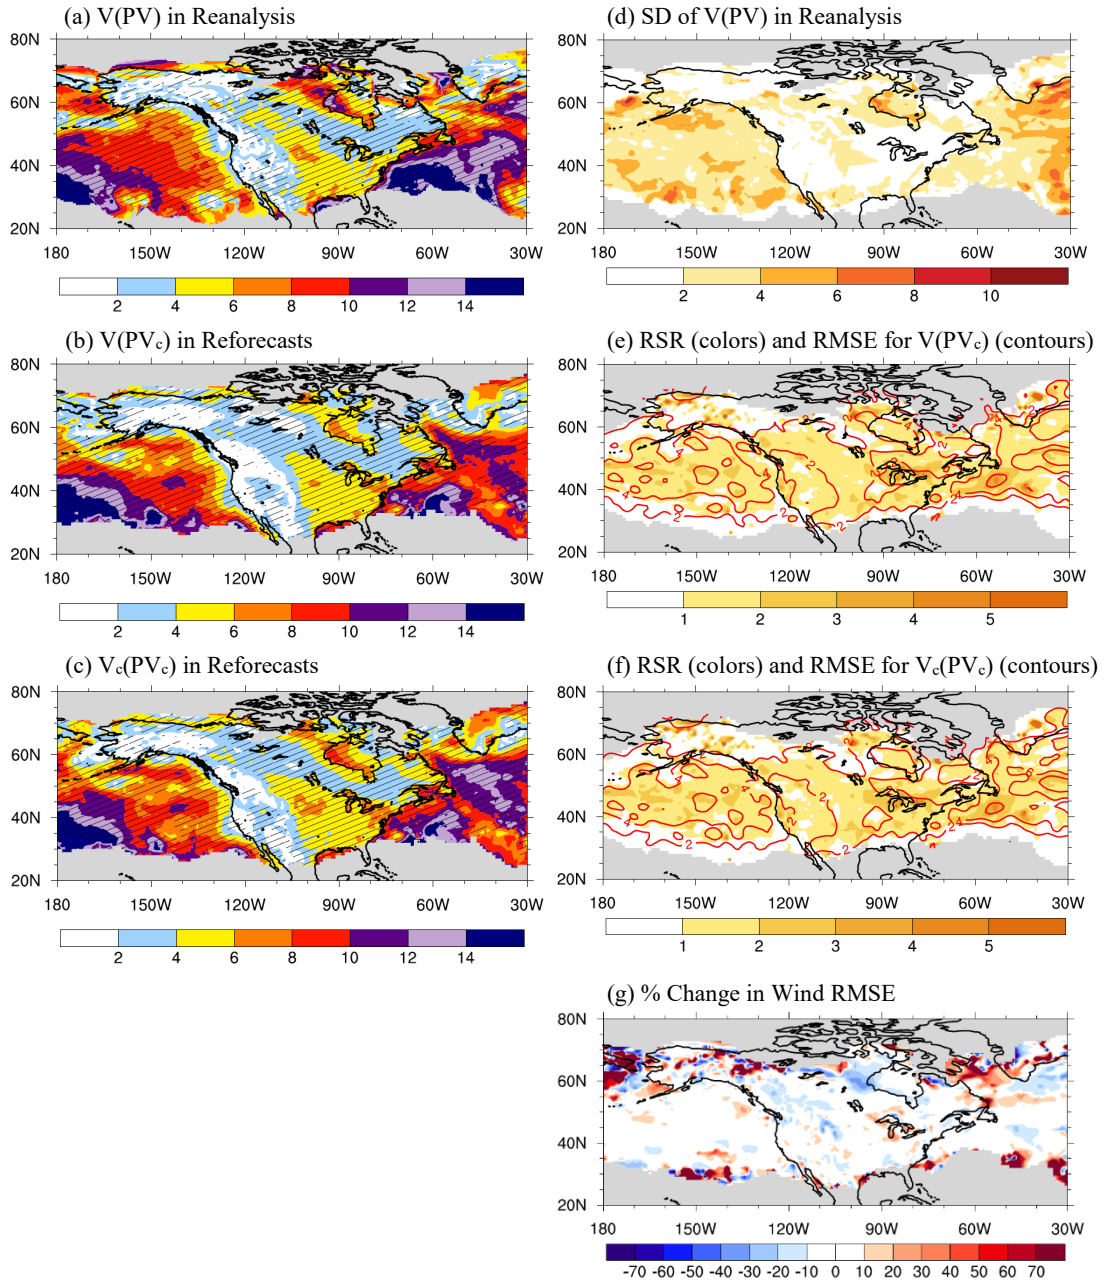 (a) V(PV) in Reanalysis
80N
60N
40N
20N
180 150W 120W 90W 60W 30W
2 4 6 8 10 12 14
(d) SD of V(PV) in Reanalysis
80N
60N
40N
20N
180 150W 120W 90W 60W 30W
2 4 6 8 10
(b) V(PVc) in Reforecasts
80N
60N
40N
20N
180 150W 120W 90W 60W 30W
2 4 6 8 10 12 14
(e) RSR (colors) and RMSE for V(PVc) (contours)
80N
60N
40N
20N
180 150W 120W 90W 60W 30W
1 2 3 4 5
(c) Vc(PVc) in Reforecasts
80N
60N
40N
20N
180 150W 120W 90W 60W 30W
2 4 6 8 10 12 14
(f) RSR (colors) and RMSE for Vc(PVc) (contours)
80N
60N
40N
20N
180 150W 120W 90W 60W 30W
1 2 3 4 5
(g) % Change in Wind RMSE
80N
60N
40N
20N
180 150W 120W 90W 60W 30W
-70 -60 -50 -40 -30 -20 -10 0 10 20 40 50 60 70